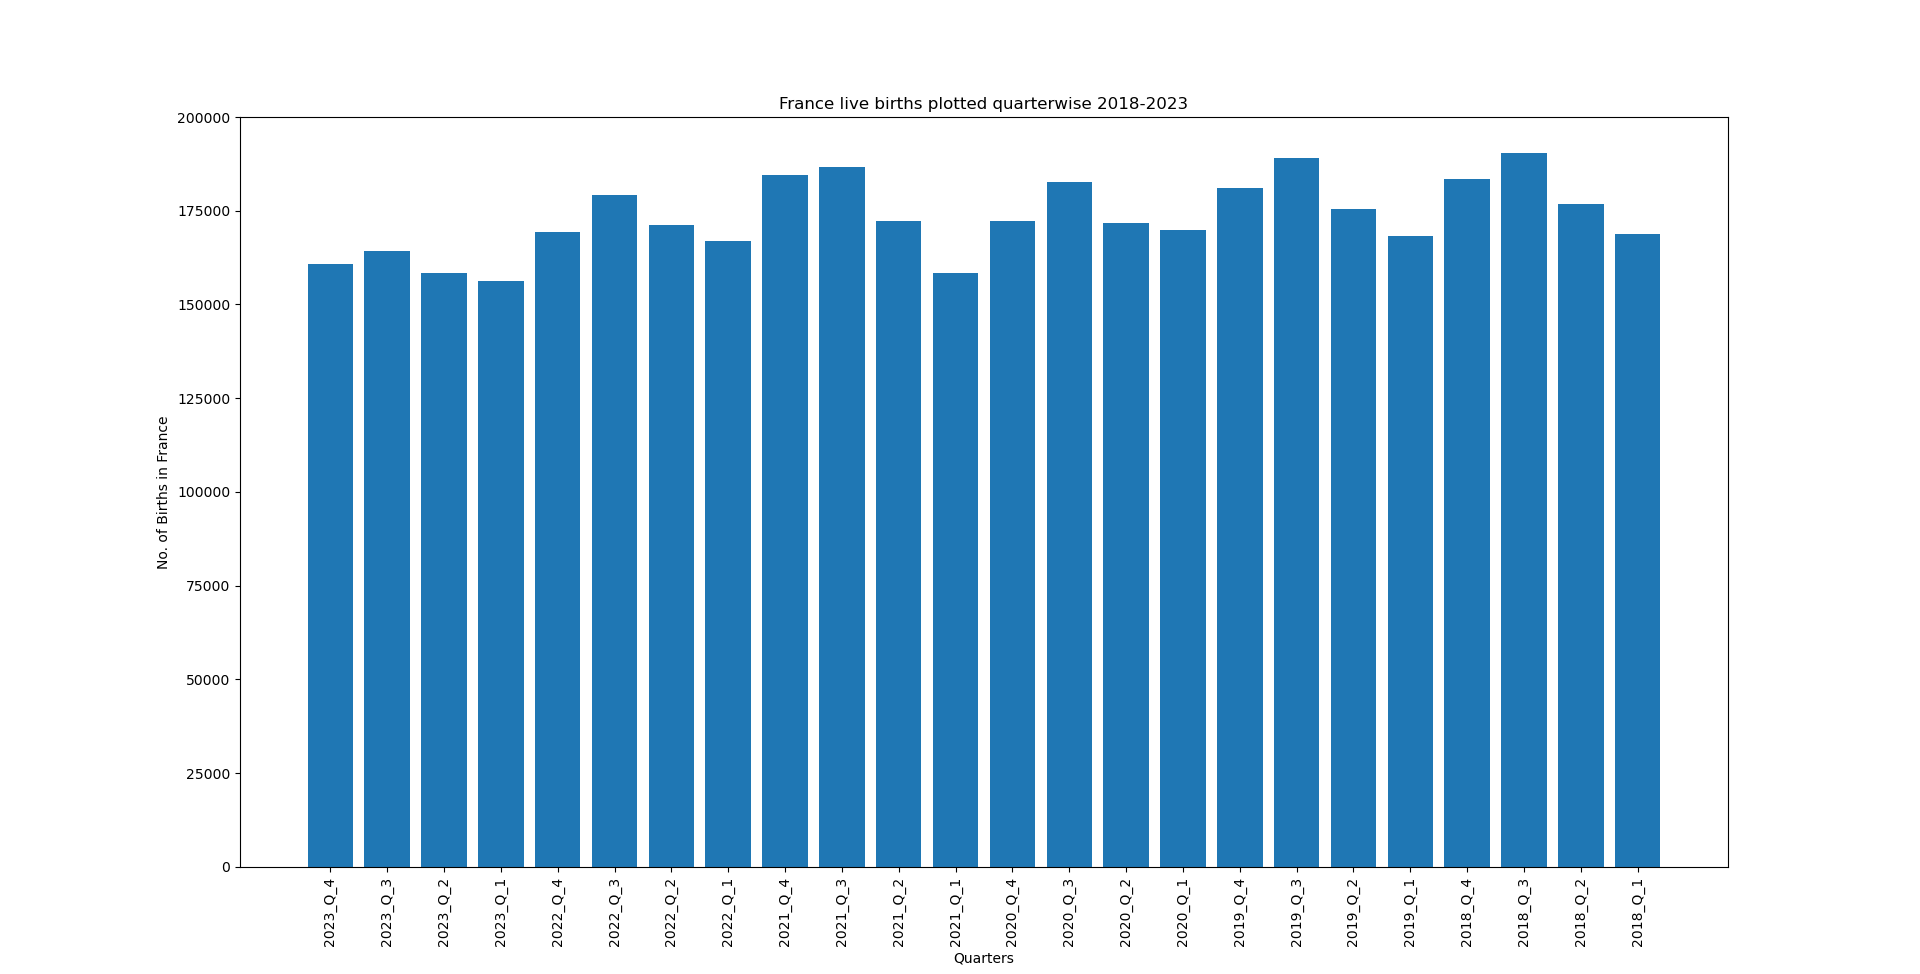 France live births plotted quarterwise 2018-2023
200000
175000
150000
125000
100000
75000
50000
25000
0
No. of Births in France
2023_Q_4
2023_Q_3
2023_Q_2
2023_Q_1
2022_Q_4
2022_Q_3
2022_Q_2
2022_Q_1
2021_Q_4
2021_Q_3
2021_Q_2
2021_Q_1
2020_Q_4
2020_Q_3
2020_Q_2
2020_Q_1
2019_Q_4
2019_Q_3
2019_Q_2
2019_Q_1
2018_Q_4
2018_Q_3
2018_Q_2
2018_Q_1
Quarters